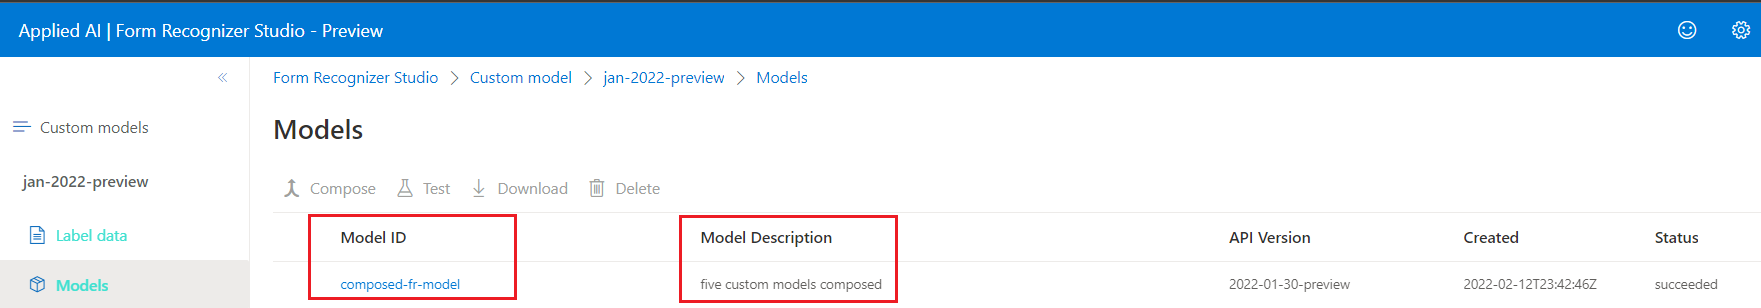 Applied AI | Form Recognizer Studio - Preview
Form Recognizer Studio > Custom model > jan-2022-preview > Models
Custom models
jan-2022-preview
Label data
Models
Models
Compose Test Download Delete
Model ID Model Description API Version Created Status
composed-fr-model five custom models composed 2022-01-30-preview 2022-02-12T23:42:46Z succeeded